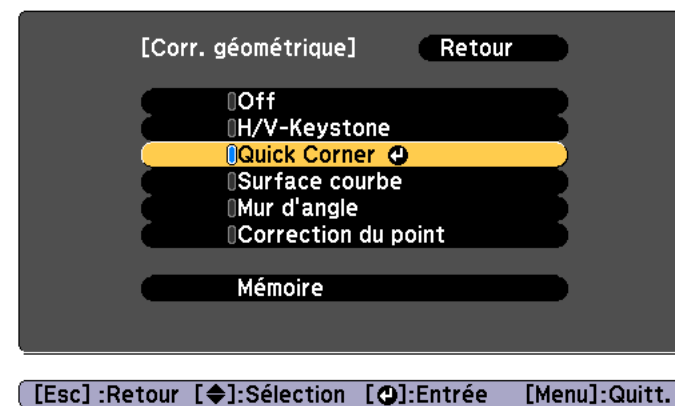 [Corr. géométrique] Retour
Off
H/V-Keystone
Quick Corner
Surface courbe
Mur d'angle
Correction du point
Mémoire
[Esc] :Retour [◆]:Sélection [⏎]:Entrée [Menu]:Quitt.